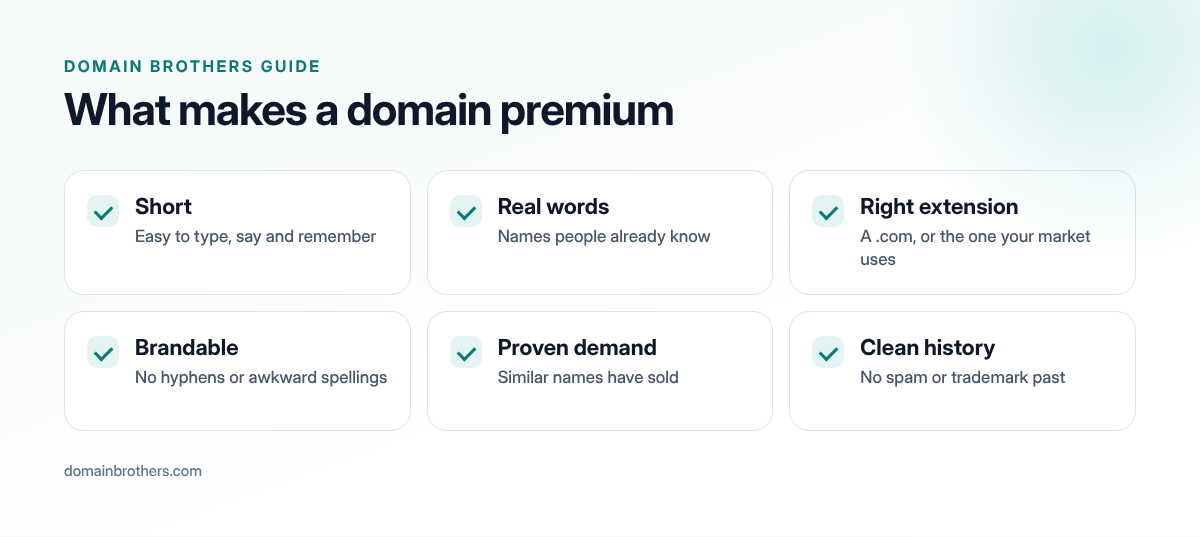 DOMAIN BROTHERS GUIDE
What makes a domain premium
Short
Easy to type, say and remember
Real words
Names people already know
Right extension
A .com, or the one your market
uses
Brandable
No hyphens or awkward spellings
Proven demand
Similar names have sold
Clean history
No spam or trademark past
domainbrothers.com